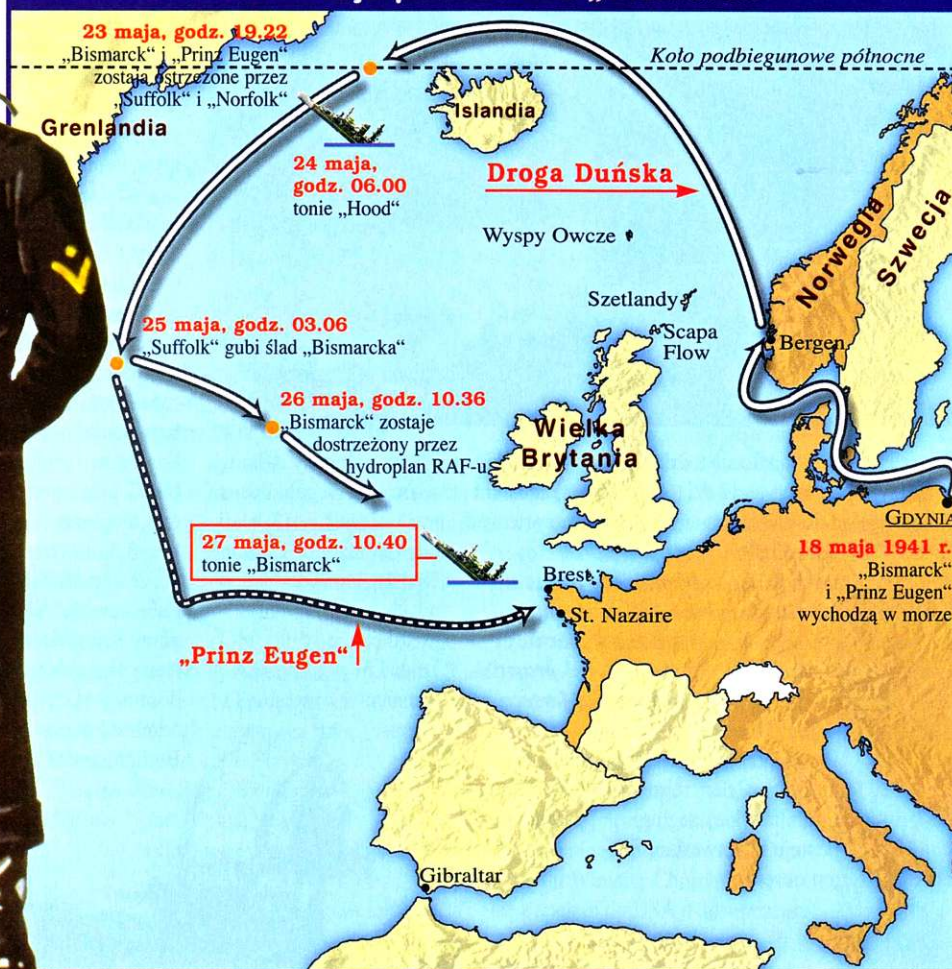 23 maja, godz. 19.22
„Bismarck“ i „Prinz Eugen“
zostają ostrzeżone przez
„Suffolk“ i „Norfolk“
Koło podbiegunowe północne
Grenlandia
Islandia
24 maja,
godz. 06.00
tonie „Hood“
Droga Duńska
Wyspy Owcze
Norwegia
Szwecja
Szetlandy
Scapa
Flow
Bergen
25 maja, godz. 03.06
„Suffolk“ gubi ślad „Bismarcka“
26 maja, godz. 10.36
„Bismarck“ zostaje
dostrzeżony przez
hydroplan RAF-u
Wielka
Brytania
GDYNIA
18 maja 1941 r.
„Bismarck“
i „Prinz Eugen“
wychodzą w morze
27 maja, godz. 10.40
tonie „Bismarck“
Brest
St. Nazaire
„Prinz Eugen“
Gibraltar